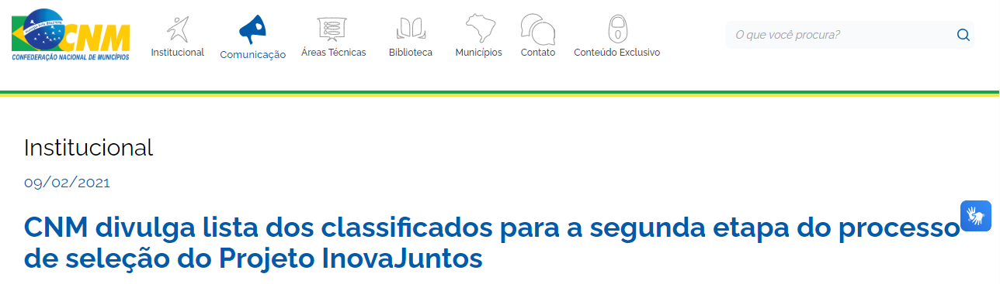 CNM
CONFEDERAÇÃO NACIONAL DE MUNICÍPIOS
Institucional
Comunicação
Áreas Técnicas
Biblioteca
Municípios
Contato
Conteúdo Exclusivo
O que você procura?
Institucional
09/02/2021
CNM divulga lista dos classificados para a segunda etapa do processo
de seleção do Projeto InovaJuntos